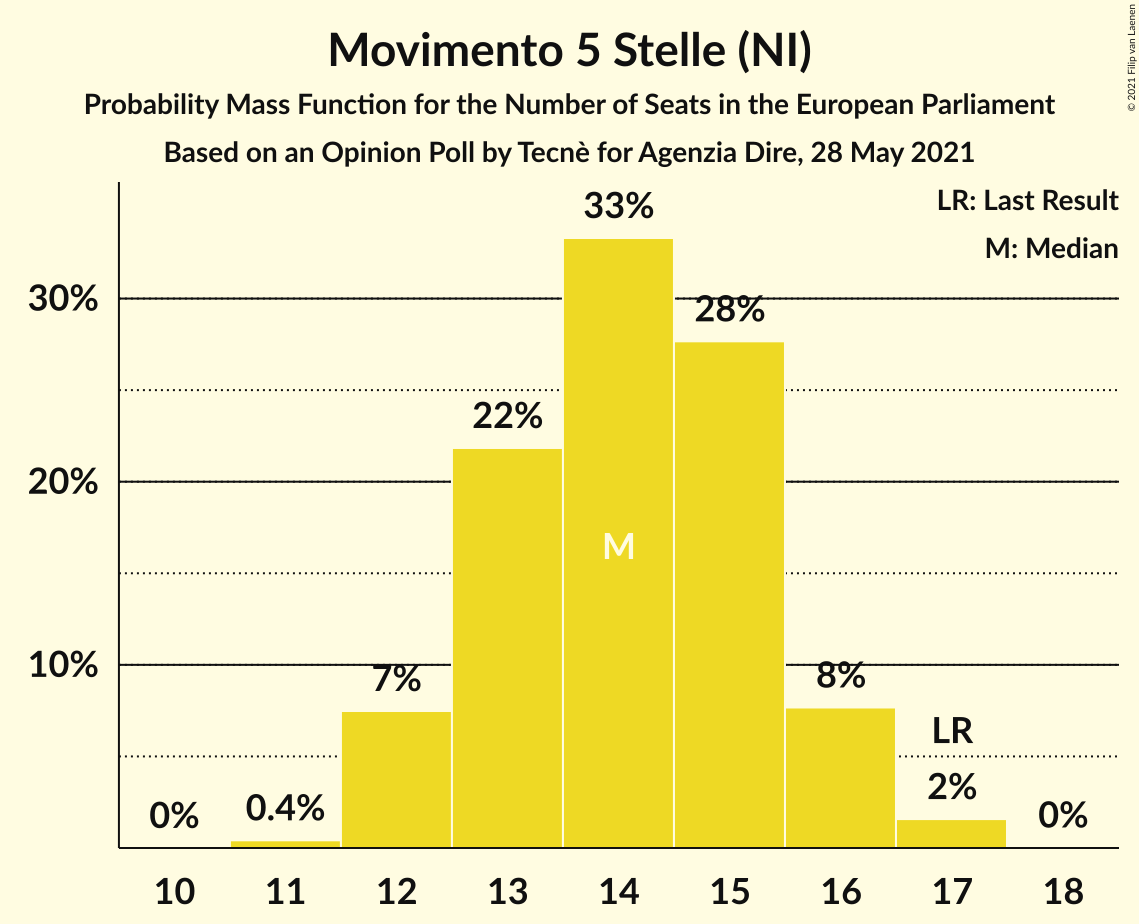 Movimento 5 Stelle (NI)
Probability Mass Function for the Number of Seats in the European Parliament
Based on an Opinion Poll by Tecnè for Agenzia Dire, 28 May 2021
© 2021 Filip van Laenen
LR: Last Result
M: Median
30%
20%
10%
0%
0.4%
7%
22%
33%
M
28%
8%
LR
2%
0%
10 11 12 13 14 15 16 17 18